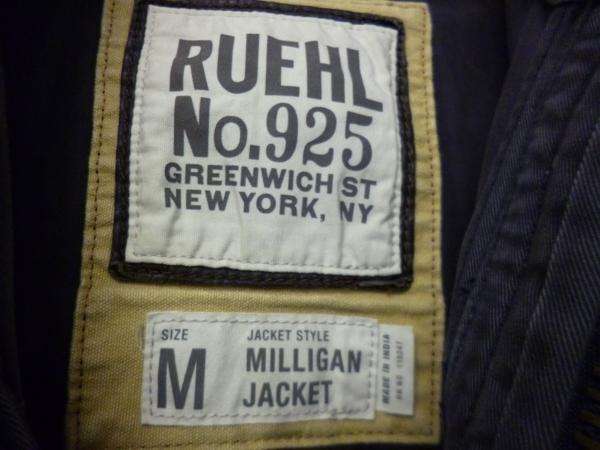 RUEHL
No.925
GREENWICH ST
NEW YORK, NY
SIZE
M
JACKET STYLE
MILLIGAN
JACKET
MADE IN INDIA